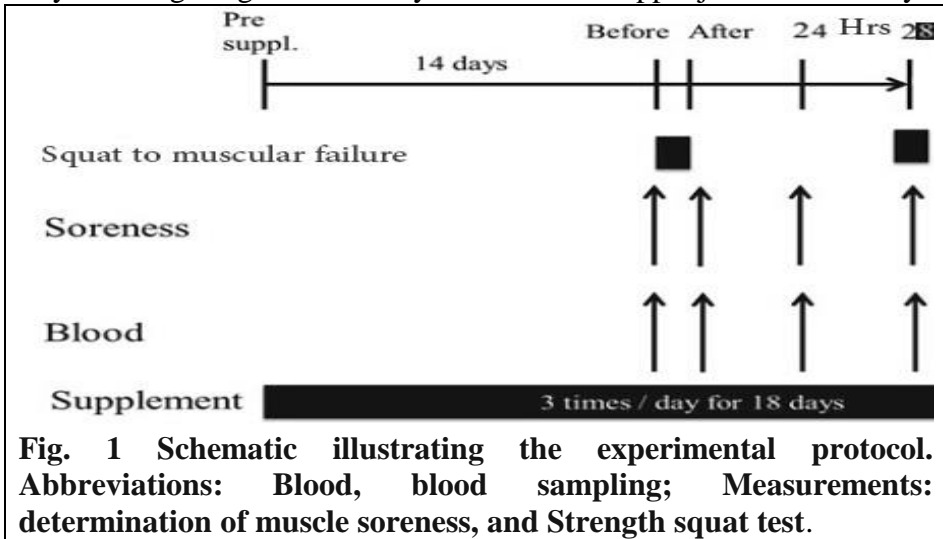 Pre
suppl.
Before After 24 Hrs 28
14 days
Squat to muscular failure
Soreness
Blood
Supplement 3 times / day for 18 days
Fig. 1 Schematic illustrating the experimental protocol.
Abbreviations: Blood, blood sampling; Measurements:
determination of muscle soreness, and Strength squat test.